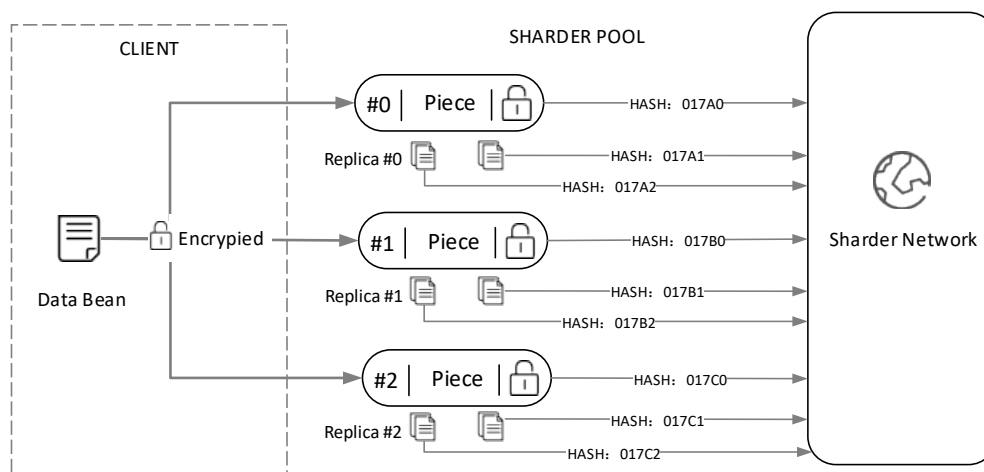 CLIENT
SHARDER POOL
#0 | Piece |
HASH: 017A0
Replica #0
HASH: 017A1
HASH: 017A2
Encrypied
#1 | Piece |
HASH: 017B0
Sharder Network
Data Bean
Replica #1
HASH: 017B1
HASH: 017B2
#2 | Piece |
HASH: 017C0
Replica #2
HASH: 017C1
HASH: 017C2